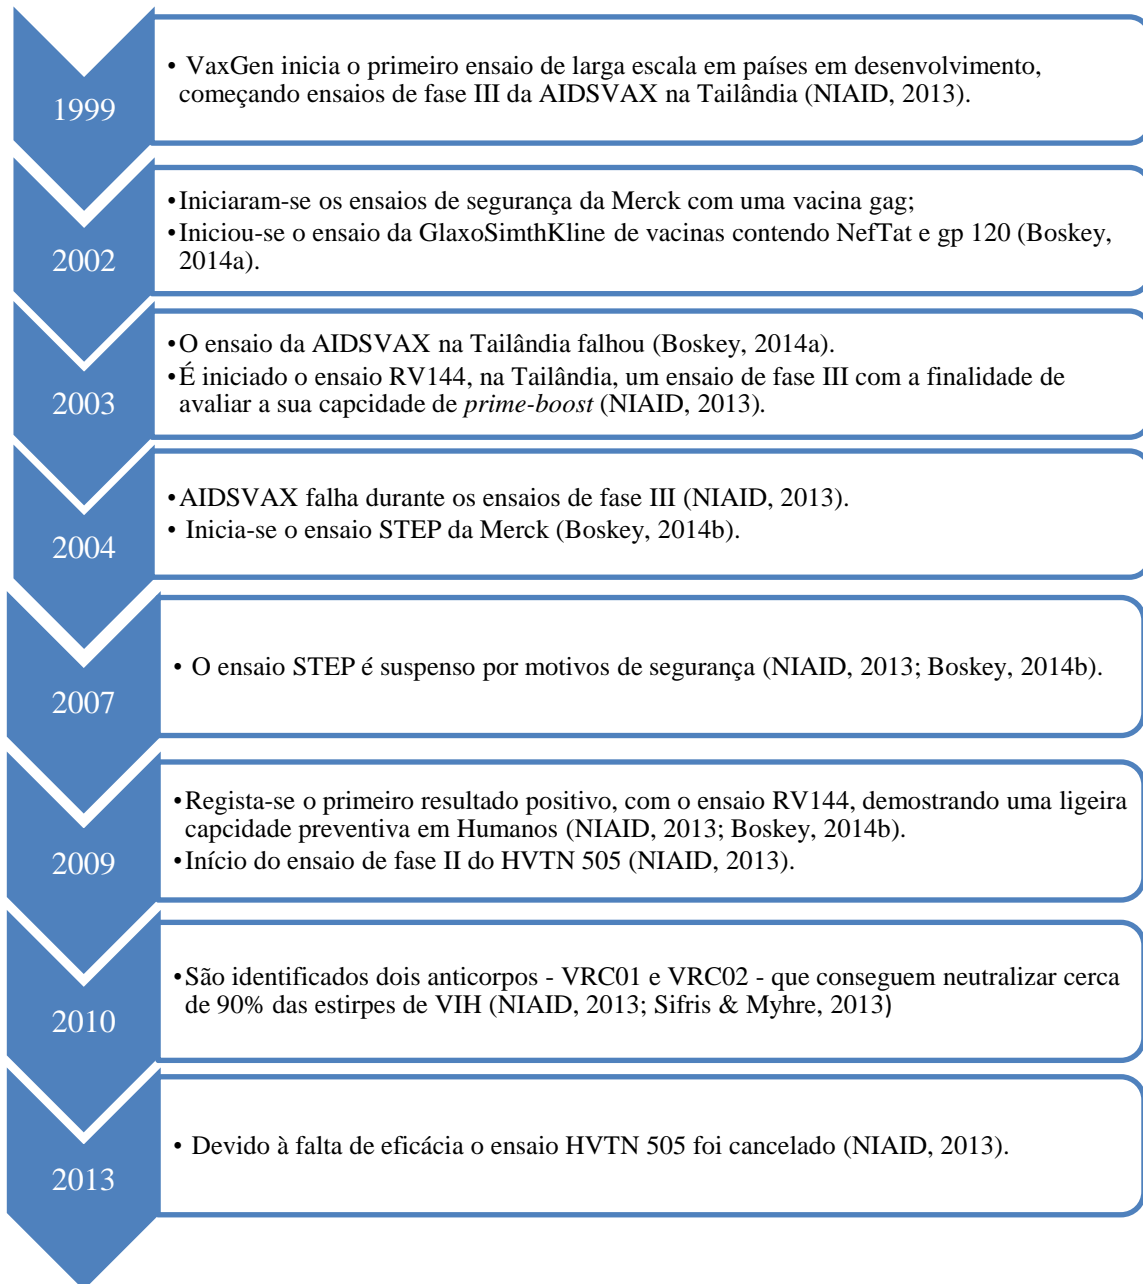 1999
• VaxGen inicia o primeiro ensaio de larga escala em países em desenvolvimento,
começando ensaios de fase III da AIDSVAX na Tailândia (NIAID, 2013).
2002
•Iniciaram-se os ensaios de segurança da Merck com uma vacina gag;
•Iniciou-se o ensaio da GlaxoSimthKline de vacinas contendo NefTat e gp 120 (Boskey,
2014a).
2003
•O ensaio da AIDSVAX na Tailândia falhou (Boskey, 2014a).
•É iniciado o ensaio RV144, na Tailândia, um ensaio de fase III com a finalidade de
avaliar a sua capcidade de prime-boost (NIAID, 2013).
2004
•AIDSVAX falha durante os ensaios de fase III (NIAID, 2013).
• Inicia-se o ensaio STEP da Merck (Boskey, 2014b).
2007
• O ensaio STEP é suspenso por motivos de segurança (NIAID, 2013; Boskey, 2014b).
2009
•Regista-se o primeiro resultado positivo, com o ensaio RV144, demostrando uma ligeira
capcidade preventiva em Humanos (NIAID, 2013; Boskey, 2014b).
•Início do ensaio de fase II do HVTN 505 (NIAID, 2013).
2010
•São identificados dois anticorpos - VRC01 e VRC02 - que conseguem neutralizar cerca
de 90% das estirpes de VIH (NIAID, 2013; Sifris & Myhre, 2013)
2013
• Devido à falta de eficácia o ensaio HVTN 505 foi cancelado (NIAID, 2013).